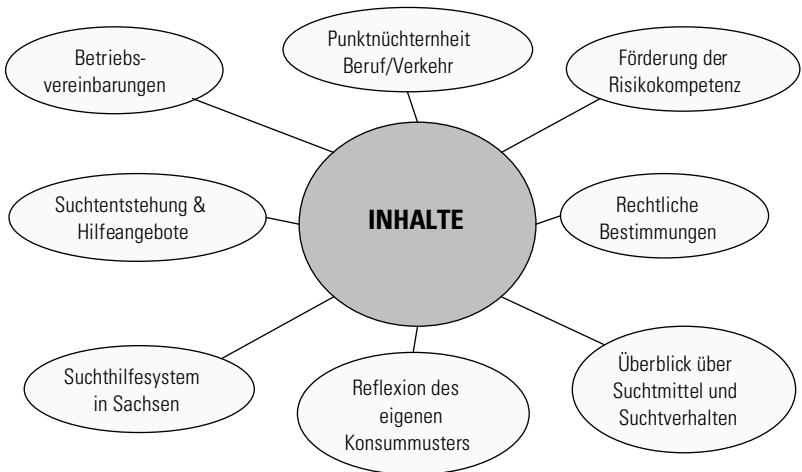 Betriebs-
vereinbarungen
Punktnüchternheit
Beruf/Verkehr
Förderung der
Risikokompetenz
Suchtentstehung &
Hilfeangebote
INHALTE
Rechtliche
Bestimmungen
Suchthilfesystem
in Sachsen
Reflexion des
eigenen
Konsummusters
Überblick über
Suchtmittel und
Suchtverhalten